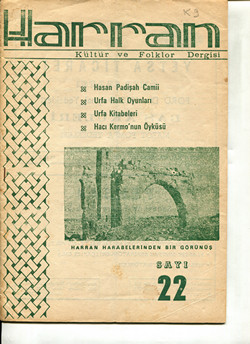 Harran
Kültür ve Folklor Dergisi
Hasan Padişah Camii
Urfa Halk Oyunları
Urfa Kitabeleri
Hacı Kermo'nun Öyküsü
HARRAN HARABELERİNDEN BİR GÖRÜNÜŞ
SAYI
22